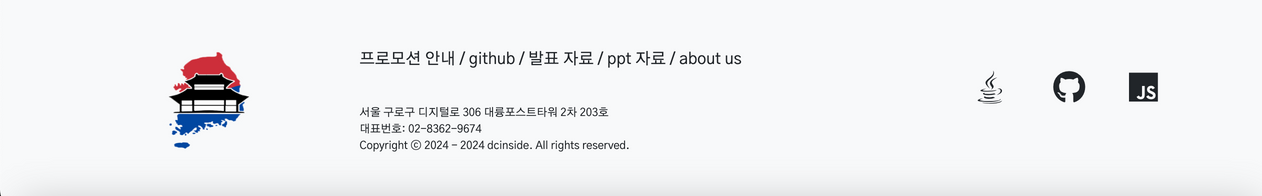 프로모션 안내 / github / 발표 자료 / ppt 자료 / about us
서울 구로구 디지털로 306 대륭포스트타워 2차 203호
대표번호: 02-8362-9674
Copyright ⓒ 2024 - 2024 dcinside. All rights reserved.
JS